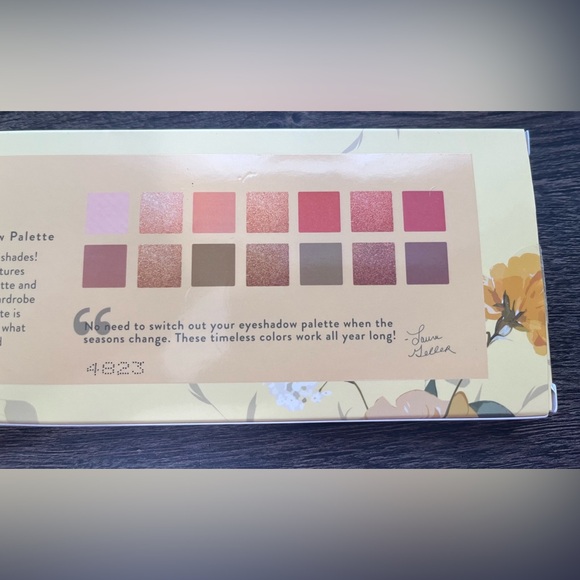 w Palette
shades!
tures
tte and
ardrobe
te is
what
“
No need to switch out your eyeshadow palette when the
seasons change. These timeless colors work all year long!
- Laura
Geller
4823